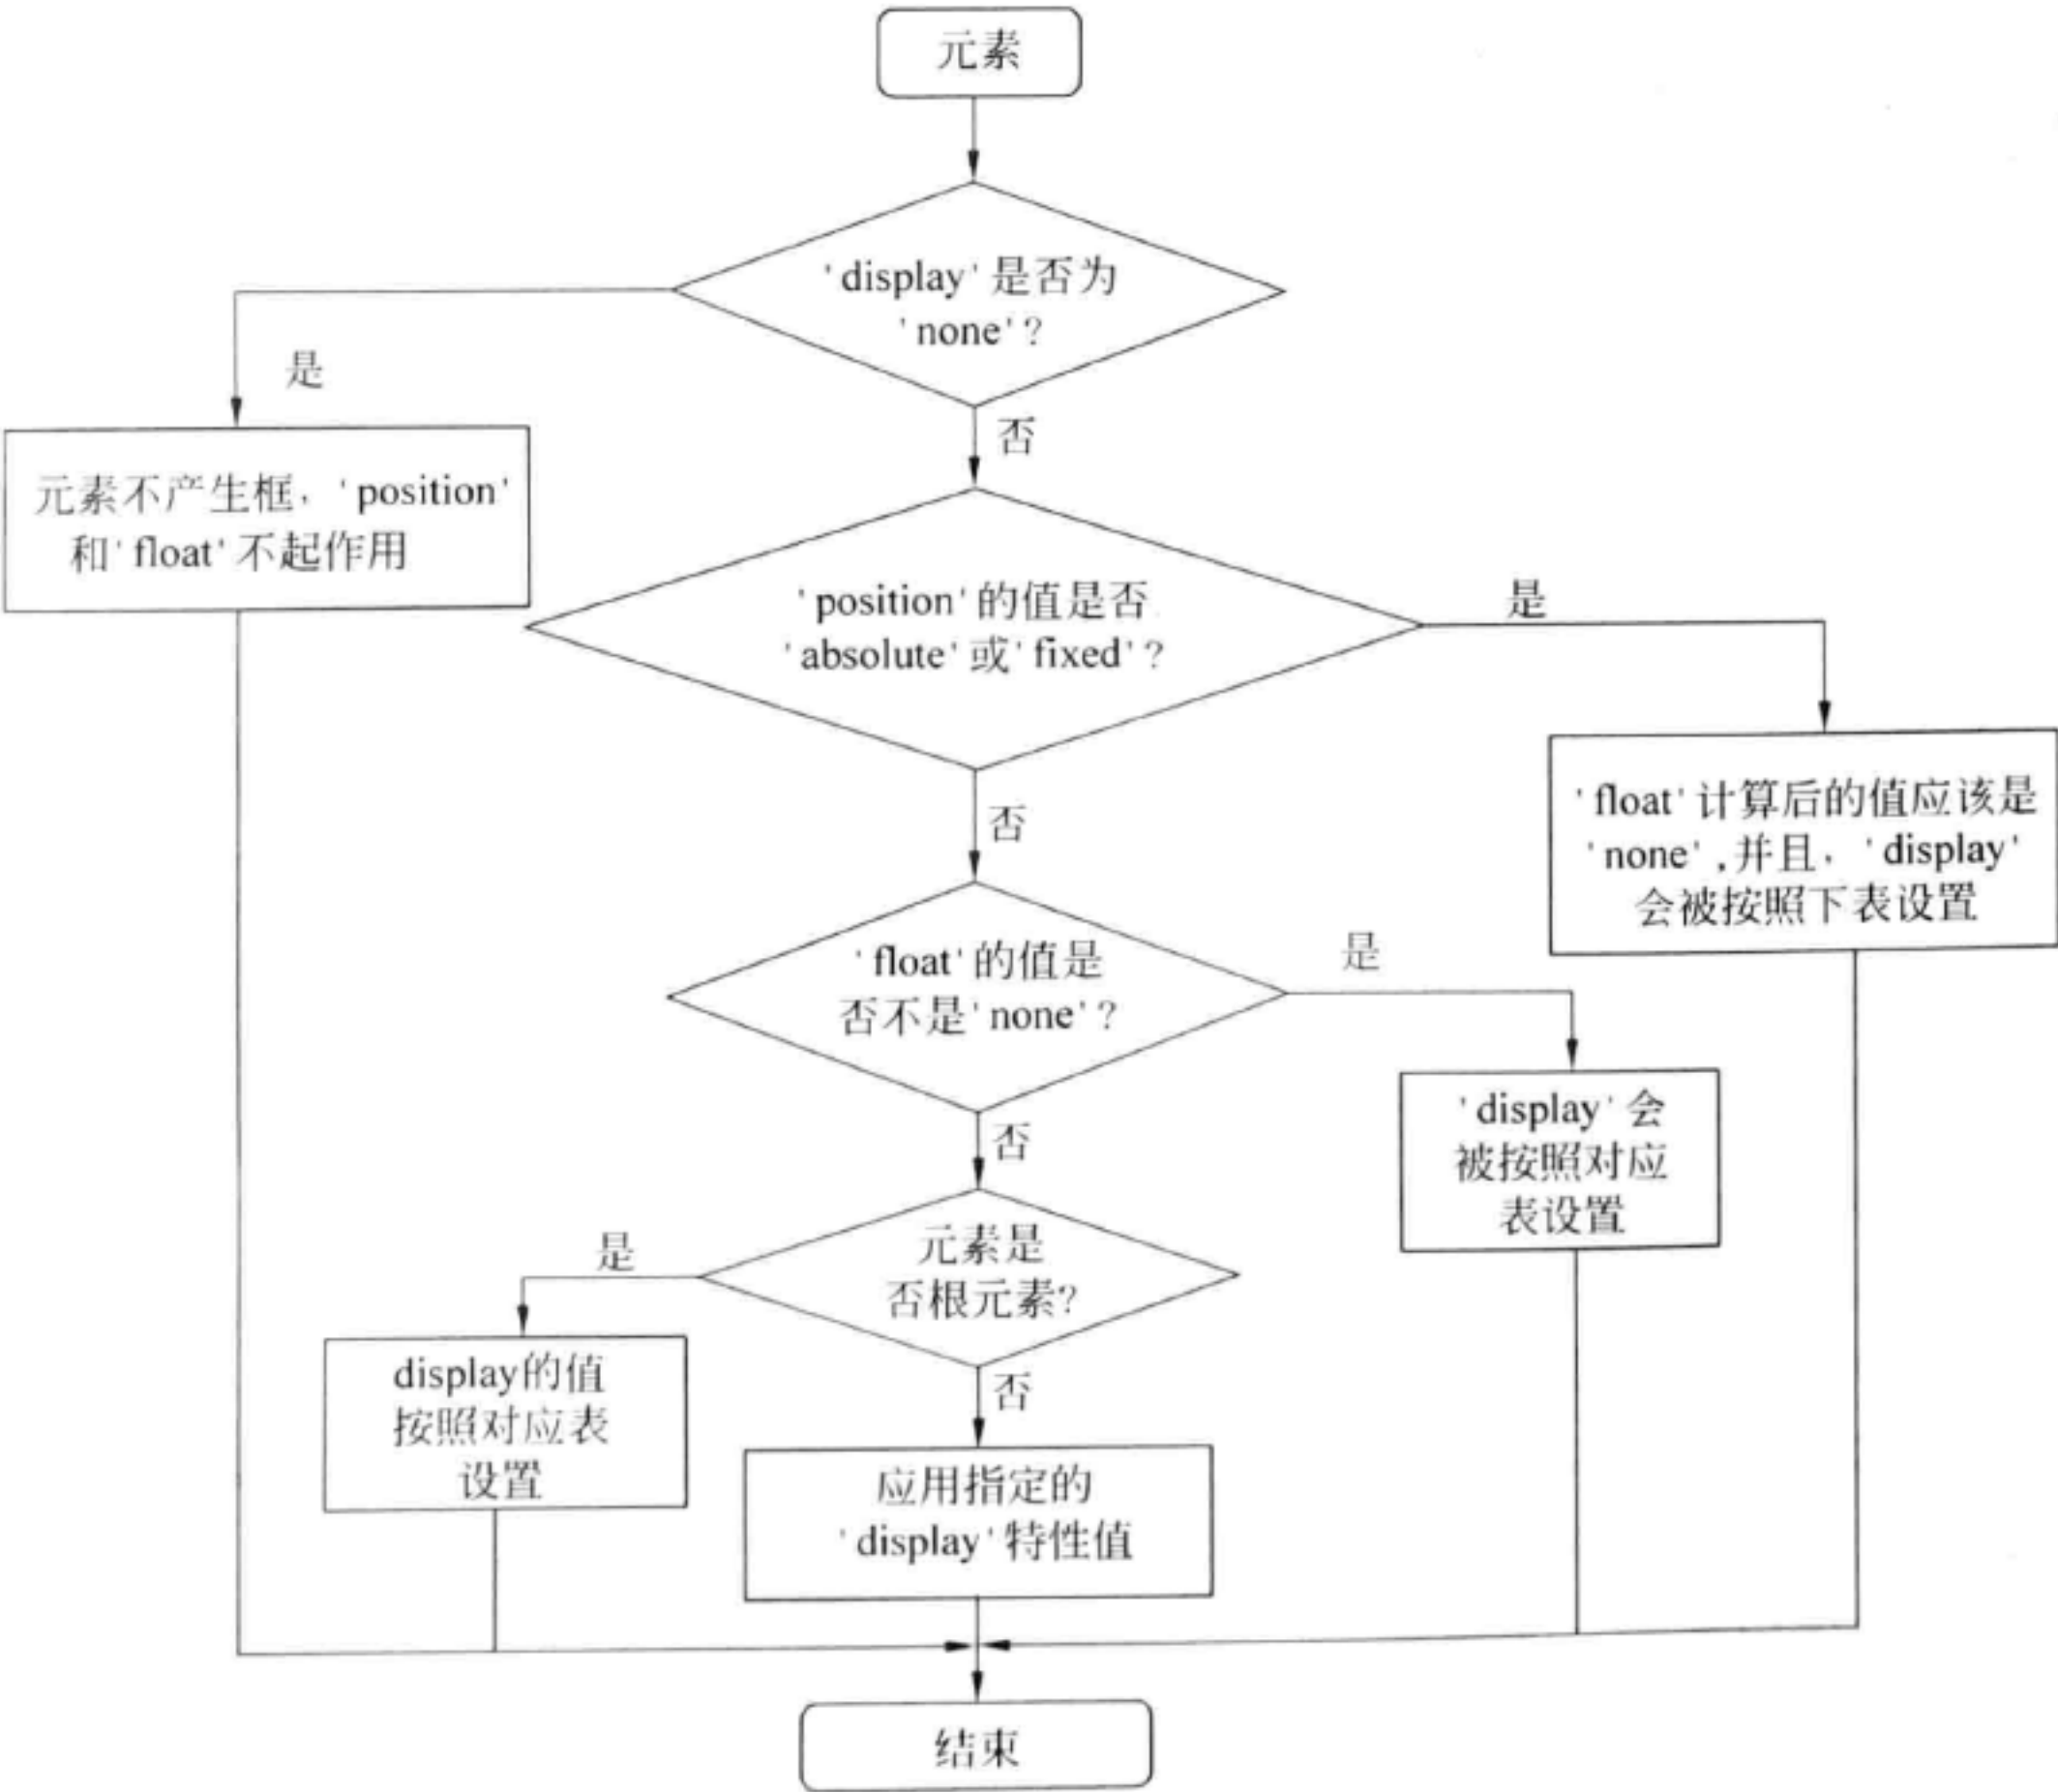 元素
'display'是否为
'none'?
是
否
元素不产生框,'position'
和'float'不起作用
'position'的值是否
'absolute'或'fixed'?
是
否
'float'计算后的值应该是
'none',并且,'display'
会被按照下表设置
'float'的值是
否不是'none'?
是
否
'display'会
被按照对应
表设置
元素是
否根元素?
是
否
display的值
按照对应表
设置
应用指定的
'display'特性值
结束